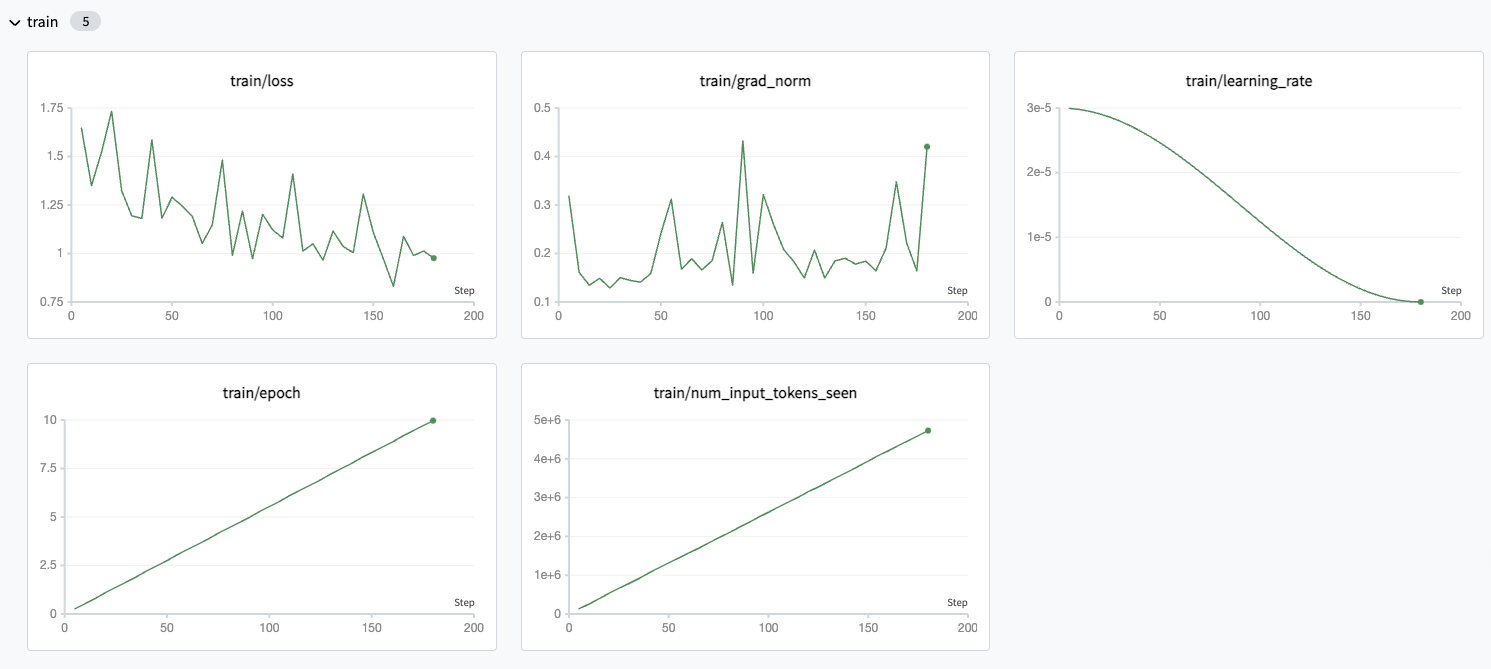 train 5
train/loss
1.75
1.5
1.25
1
0.75
Step
0 50 100 150 200
train/grad_norm
0.5
0.4
0.3
0.2
0.1
Step
0 50 100 150 200
train/learning_rate
3e-5
2e-5
1e-5
0
Step
0 50 100 150 200
train/epoch
10
7.5
5
2.5
0
Step
0 50 100 150 200
train/num_input_tokens_seen
5e+6
4e+6
3e+6
2e+6
1e+6
0
Step
0 50 100 150 200